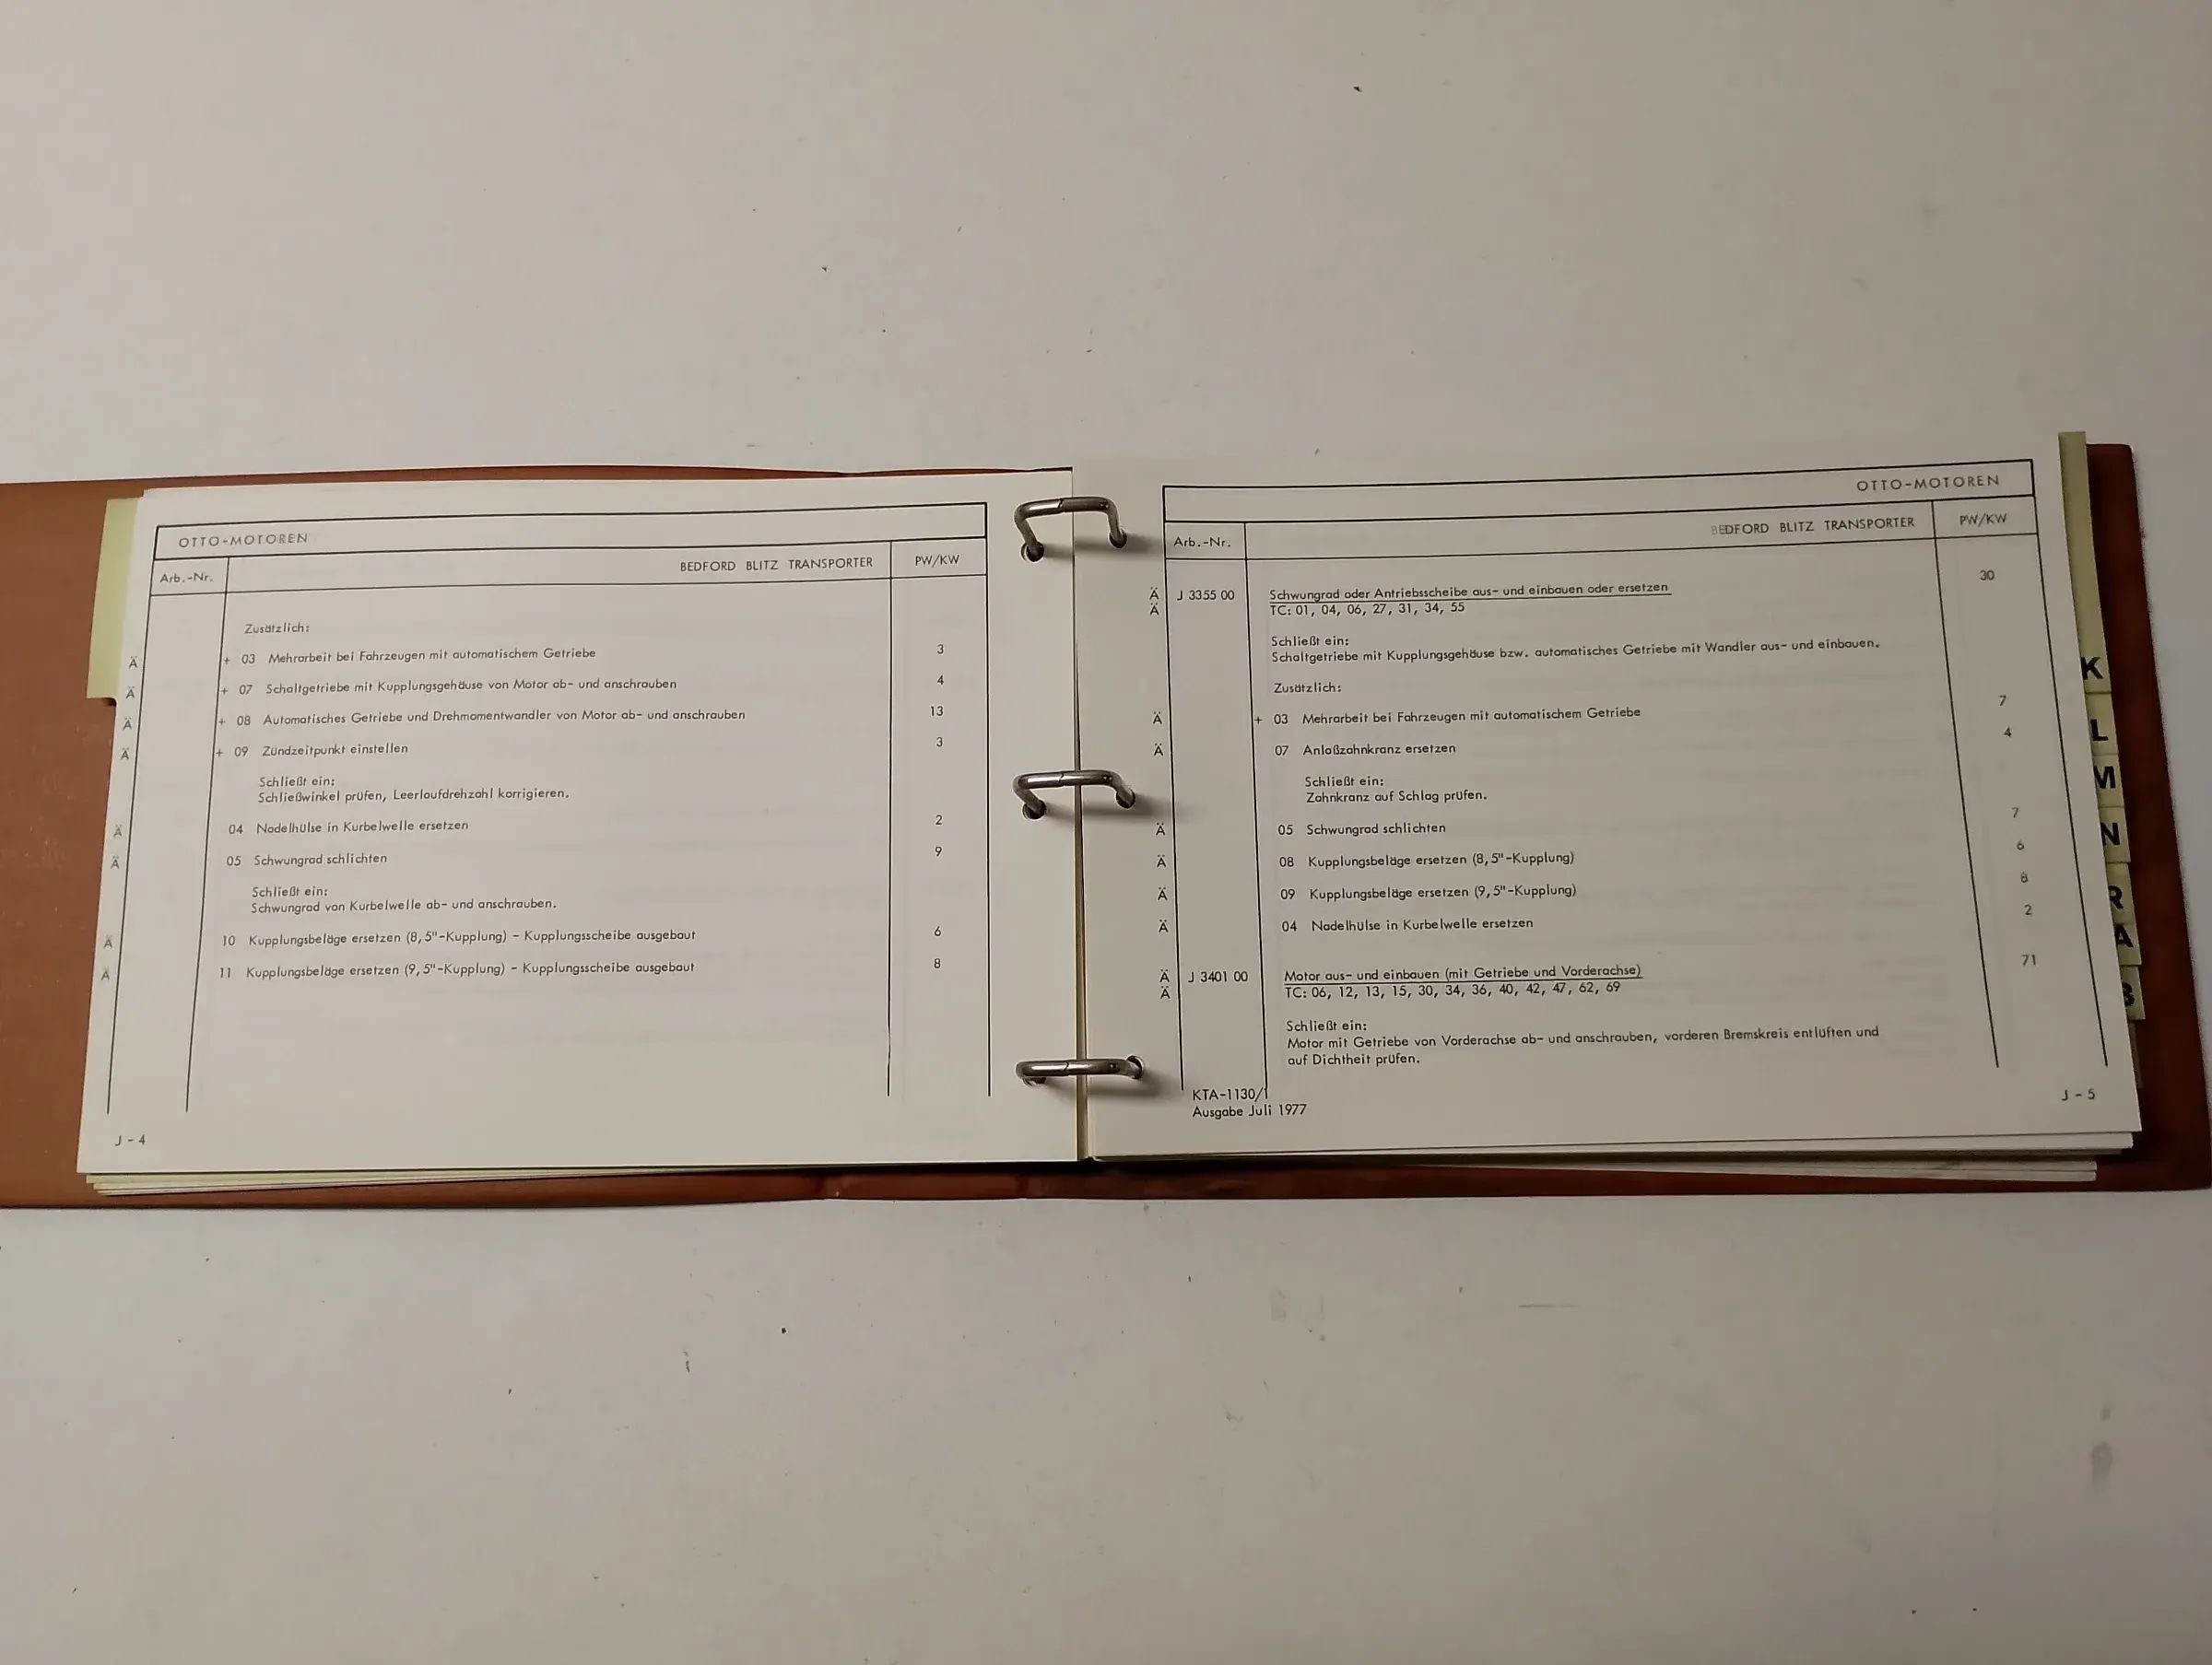 OTTO-MOTOREN
Arb.-Nr. BEDFORD BLITZ TRANSPORTER PW/KW
Zusätzlich:
Ä + 03 Mehrarbeit bei Fahrzeugen mit automatischem Getriebe 3
Ä + 07 Schaltgetriebe mit Kupplungsgehäuse von Motor ab- und anschrauben 4
Ä + 08 Automatisches Getriebe und Drehmomentwandler von Motor ab- und anschrauben 13
Ä + 09 Zündzeitpunkt einstellen 3
Schließt ein:
Schließwinkel prüfen, Leerlaufdrehzahl korrigieren.
Ä 04 Nadelhülse in Kurbelwelle ersetzen 2
Ä 05 Schwungrad schlichten 9
Schließt ein:
Schwungrad von Kurbelwelle ab- und anschrauben.
Ä 10 Kupplungsbeläge ersetzen (8,5"-Kupplung) - Kupplungsscheibe ausgebaut 6
Ä 11 Kupplungsbeläge ersetzen (9,5"-Kupplung) - Kupplungsscheibe ausgebaut 8
J - 4
OTTO-MOTOREN
Arb.-Nr. BEDFORD BLITZ TRANSPORTER PW/KW
Ä J 3355 00 Schwungrad oder Antriebsscheibe aus- und einbauen oder ersetzen 30
Ä TC: 01, 04, 06, 27, 31, 34, 55
Schließt ein:
Schaltgetriebe mit Kupplungsgehäuse bzw. automatisches Getriebe mit Wandler aus- und einbauen.
Zusätzlich:
Ä + 03 Mehrarbeit bei Fahrzeugen mit automatischem Getriebe 7
Ä 07 Anlaßzahnkranz ersetzen 4
Schließt ein:
Zahnkranz auf Schlag prüfen.
Ä 05 Schwungrad schlichten 7
Ä 08 Kupplungsbeläge ersetzen (8,5"-Kupplung) 6
Ä 09 Kupplungsbeläge ersetzen (9,5"-Kupplung) 8
Ä 04 Nadelhülse in Kurbelwelle ersetzen 2
Ä J 3401 00 Motor aus- und einbauen (mit Getriebe und Vorderachse) 71
Ä TC: 06, 12, 13, 15, 30, 34, 36, 40, 42, 47, 62, 69
Schließt ein:
Motor mit Getriebe von Vorderachse ab- und anschrauben, vorderen Bremskreis entlüften und
auf Dichtheit prüfen.
KTA-1130/1
Ausgabe Juli 1977
J - 5
K
L
M
N
R
A